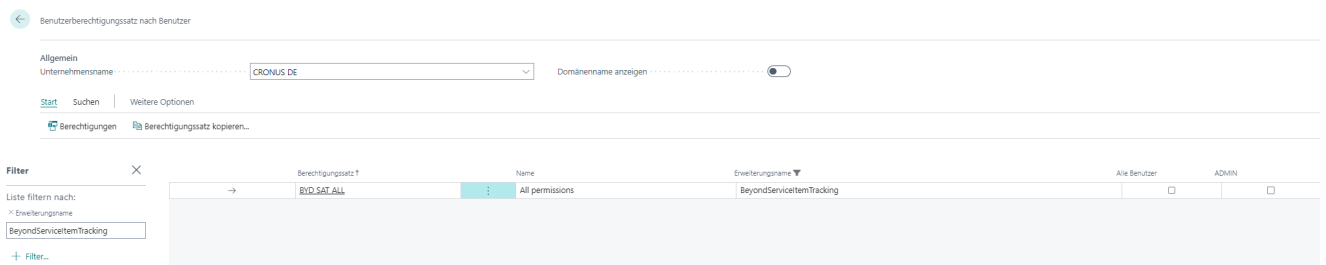 Benutzerberechtigungssatz nach Benutzer
Allgemein
Unternehmensname CRONUS DE Domänenname anzeigen
Start Suchen Weitere Optionen
Berechtigungen Berechtigungssatz kopieren...
Filter
Berechtigungssatz ↑ Name Erweiterungsname Alle Benutzer ADMIN
BYD SAT ALL All permissions BeyondServiceItemTracking
Liste filtern nach:
× Erweiterungsname
BeyondServiceItemTracking
+ Filter...